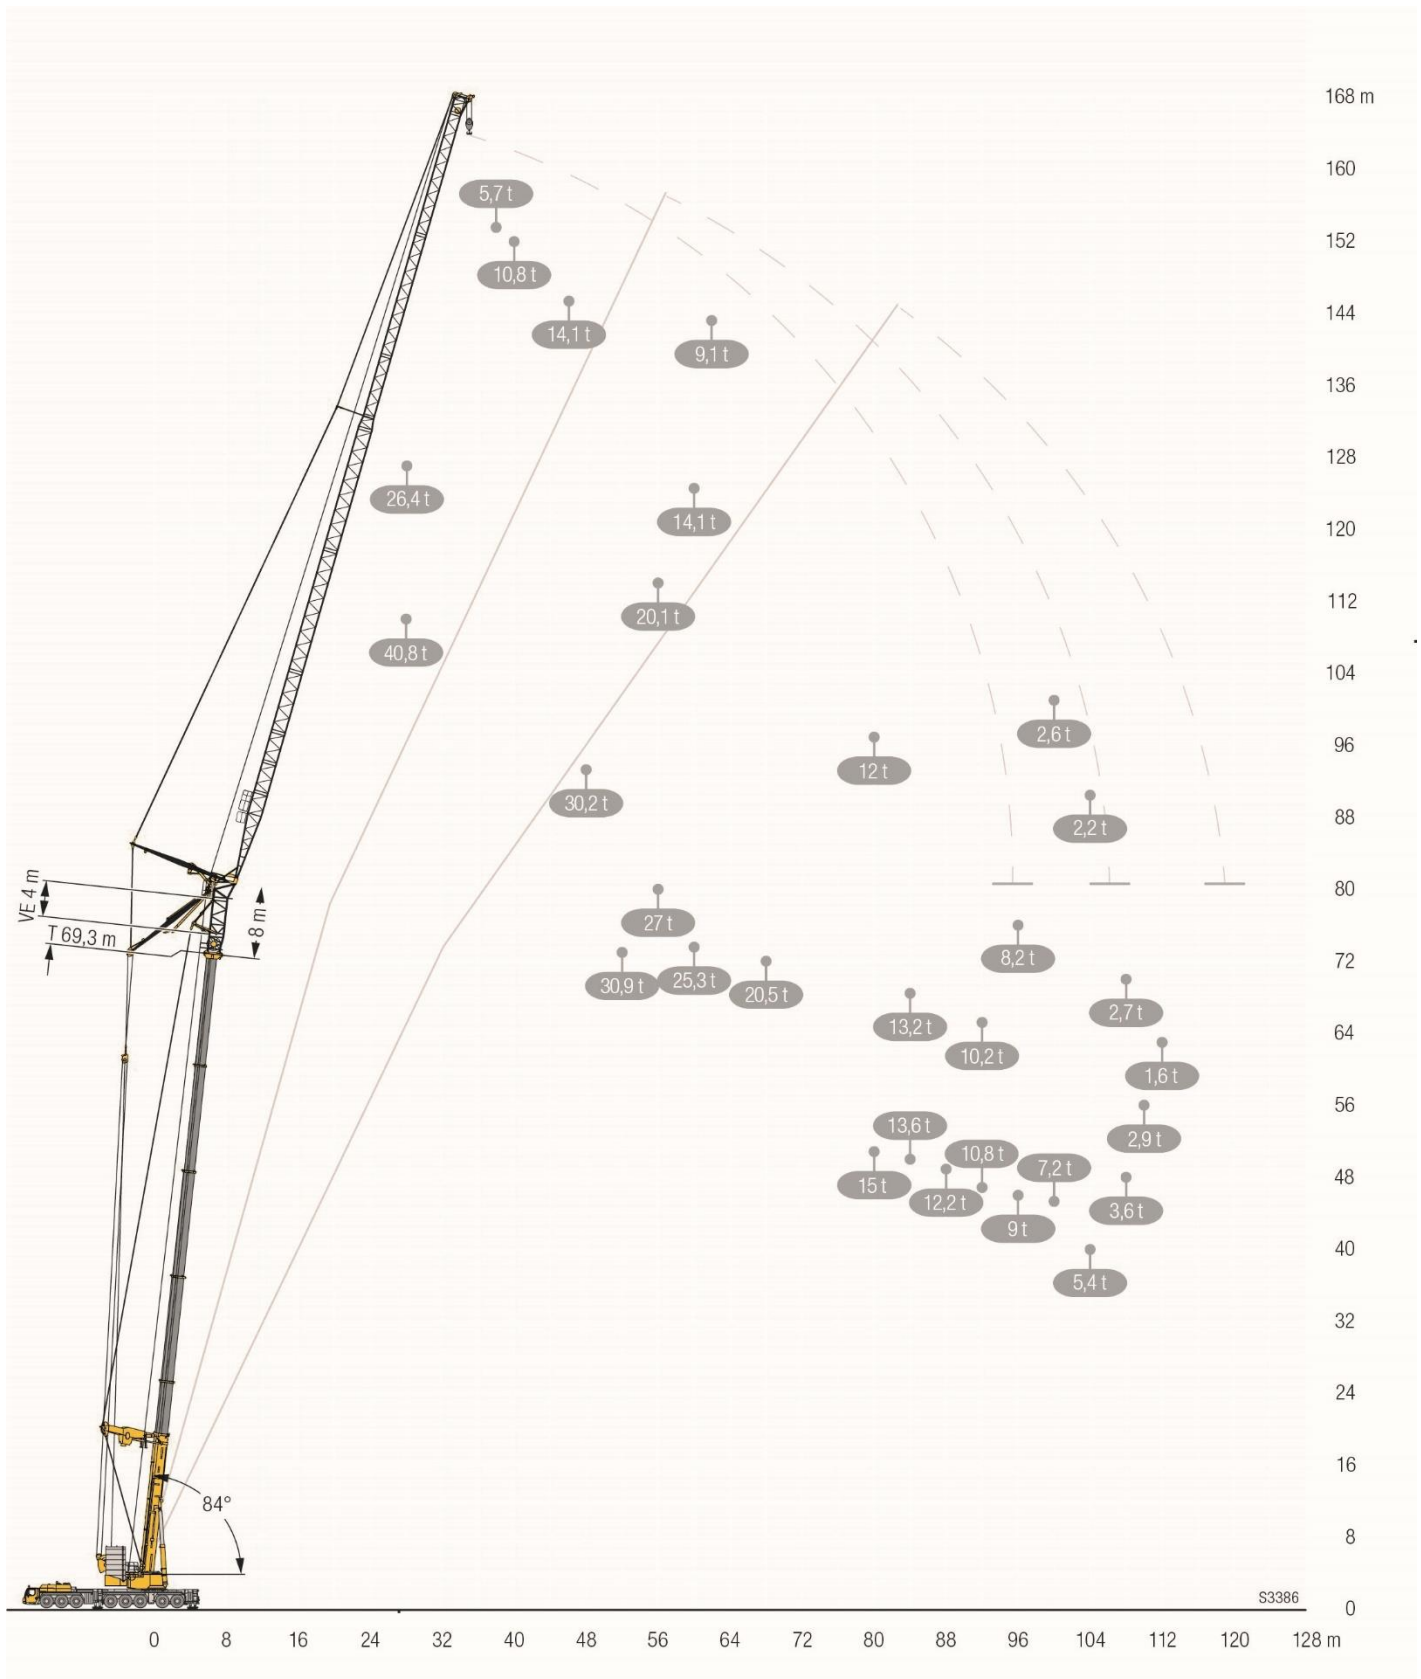 168 m
160
5,7 t
152
10,8 t
144
14,1 t
9,1 t
136
128
26,4 t
14,1 t
120
20,1 t
112
40,8 t
104
2,6 t
96
12 t
30,2 t
88
2,2 t
VE 4 m
8 m
80
27 t
T 69,3 m
8,2 t
72
30,9 t
25,3 t
20,5 t
2,7 t
13,2 t
64
10,2 t
1,6 t
56
13,6 t
2,9 t
10,8 t
7,2 t
48
15 t
12,2 t
3,6 t
9 t
40
5,4 t
32
24
16
84°
8
S3386
0
0 8 16 24 32 40 48 56 64 72 80 88 96 104 112 120 128 m